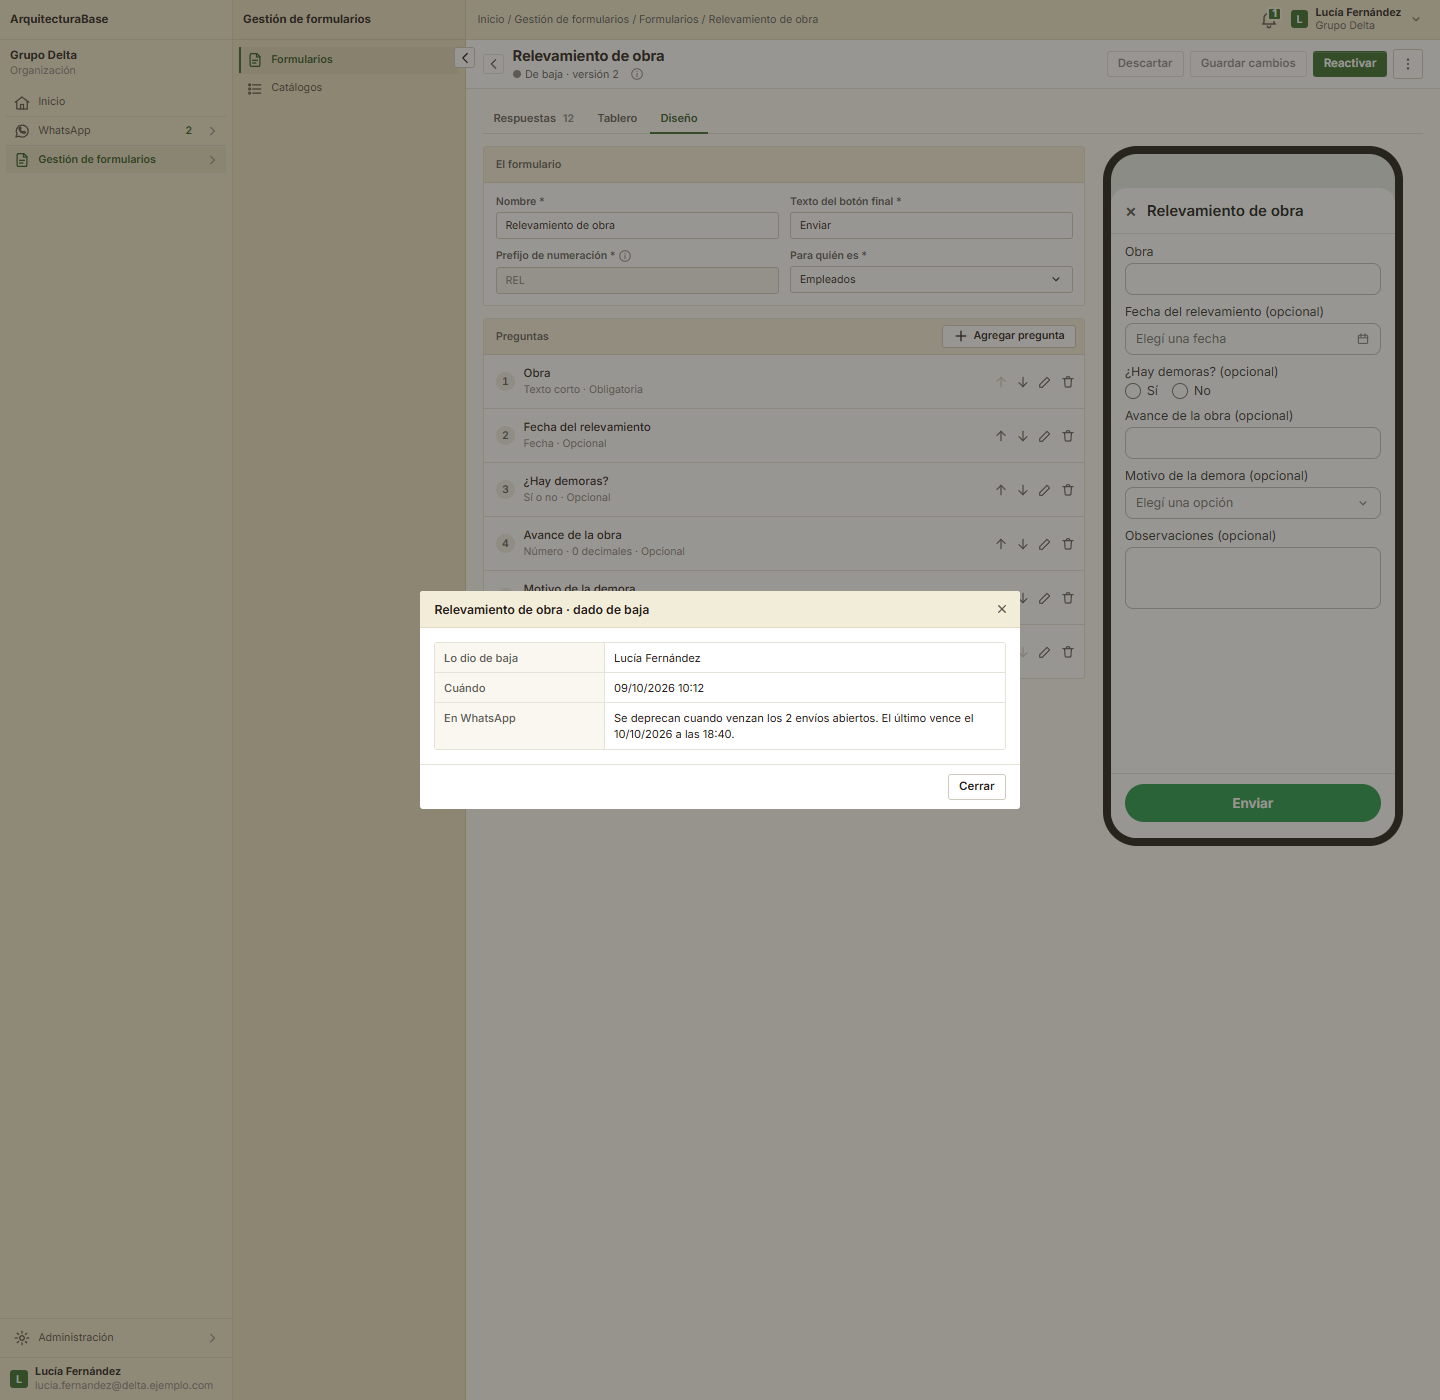 ArquitecturaBase
Grupo Delta
Organización
Inicio
WhatsApp 2
Gestión de formularios
Administración
L Lucía Fernández
lucia.fernandez@delta.ejemplo.com
Gestión de formularios
Formularios
Catálogos
Inicio / Gestión de formularios / Formularios / Relevamiento de obra
1
L Lucía Fernández
Grupo Delta
Relevamiento de obra
De baja · versión 2
Descartar
Guardar cambios
Reactivar
Respuestas 12
Tablero
Diseño
El formulario
Nombre *
Relevamiento de obra
Texto del botón final *
Enviar
Prefijo de numeración *
REL
Para quién es *
Empleados
Preguntas
Agregar pregunta
1 Obra
Texto corto · Obligatoria
2 Fecha del relevamiento
Fecha · Opcional
3 ¿Hay demoras?
Sí o no · Opcional
4 Avance de la obra
Número · 0 decimales · Opcional
Motivo de la demora
Relevamiento de obra · dado de baja
Lo dio de baja Lucía Fernández
Cuándo 09/10/2026 10:12
En WhatsApp Se deprecan cuando venzan los 2 envíos abiertos. El último vence el
10/10/2026 a las 18:40.
Cerrar
Relevamiento de obra
Obra
Fecha del relevamiento (opcional)
Elegí una fecha
¿Hay demoras? (opcional)
Sí No
Avance de la obra (opcional)
Motivo de la demora (opcional)
Elegí una opción
Observaciones (opcional)
Enviar